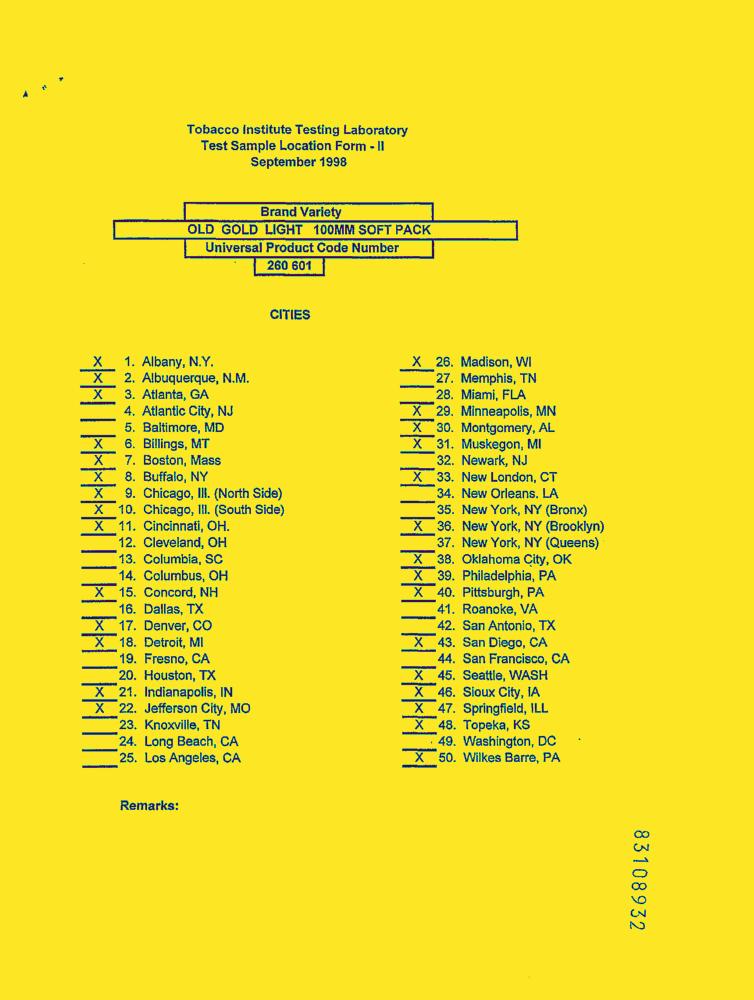 Tobacco Institute Testing Laboratory
Test Sample Location Form - II
September 1998
Brand Variety
OLD GOLD LIGHT 100MM SOFT PACK
Universal Product Code Number
260 601
CITIES
X 1. Albany, N.Y.
X 2. Albuquerque, N.M.
X 3. Atlanta, GA
4. Atlantic City, NJ
5. Baltimore, MD
X 6. Billings, MT
X 7. Boston, Mass
X 8. Buffalo, NY
X 9. Chicago, Ill. (North Side)
X 10. Chicago, Ill. (South Side)
X 11. Cincinnati, OH.
12. Cleveland, OH
13. Columbia, SC
14. Columbus, OH
X 15. Concord, NH
16. Dallas, TX
X 17. Denver, CO
X 18. Detroit, MI
19. Fresno, CA
20. Houston, TX
X 21. Indianapolis, IN
X 22. Jefferson City, MO
23. Knoxville, TN
24. Long Beach, CA
25. Los Angeles, CA
X 26. Madison, WI
27. Memphis, TN
28. Miami, FLA
X 29. Minneapolis, MN
X 30. Montgomery, AL
X 31. Muskegon, MI
32. Newark, NJ
X 33. New London, CT
34. New Orleans. LA
35. New York, NY (Bronx)
X 36. New York, NY (Brooklyn)
37. New York, NY (Queens)
X 38. Oklahoma City, OK
X 39. Philadelphia, PA
X 40. Pittsburgh, PA
41. Roanoke, VA
42. San Antonio, TX
X 43. San Diego, CA
44. San Francisco, CA
X 45. Seattle, WASH
X 46. Sioux City, IA
X 47. Springfield, ILL
X 48. Topeka, KS
49. Washington, DC
X 50. Wilkes Barre, PA
Remarks:
83108932